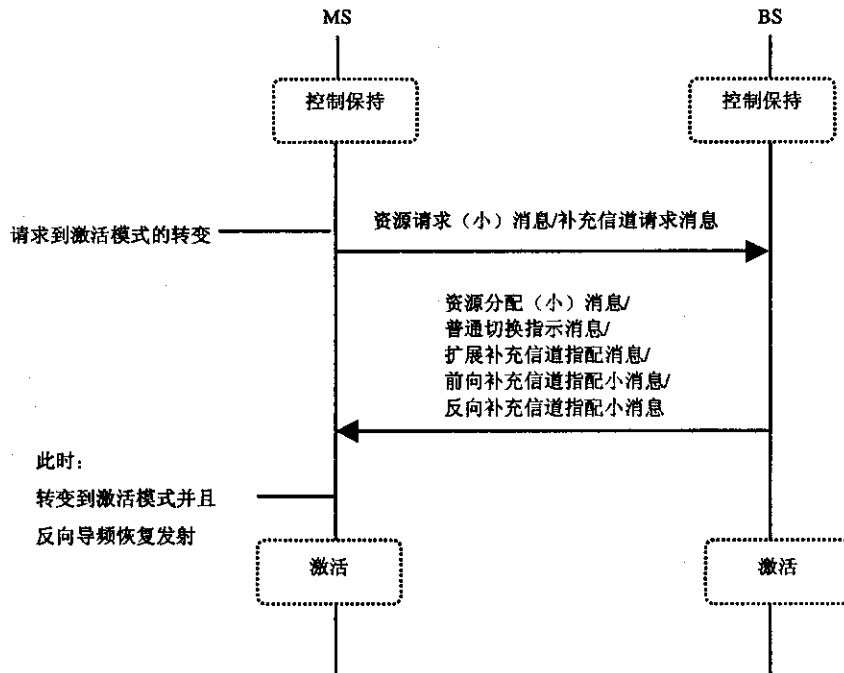 MS
BS
控制保持
控制保持
请求到激活模式的转变
资源请求（小）消息/补充信道请求消息
资源分配（小）消息/
普通切换指示消息/
扩展补充信道指配消息/
前向补充信道指配小消息/
反向补充信道指配小消息
此时：
转变到激活模式并且
反向导频恢复发射
激活
激活